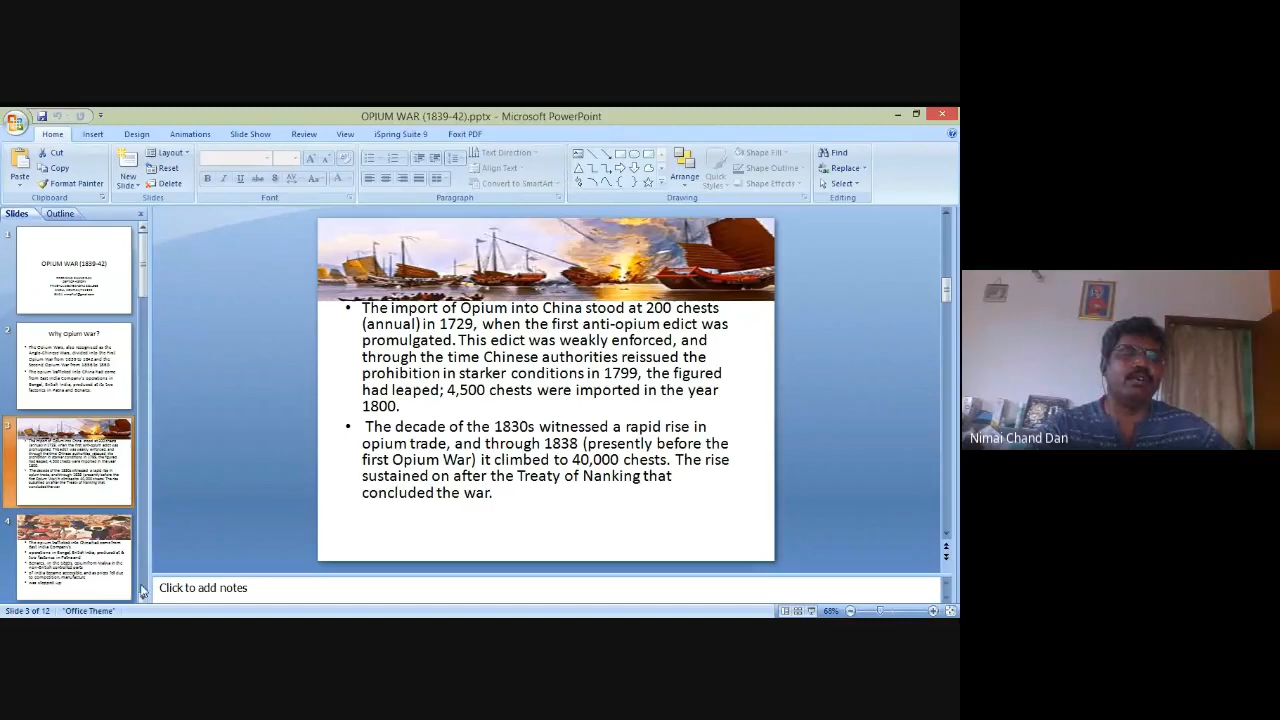 OPIUM WAR (1839-42).pptx - Microsoft PowerPoint
Home Insert Design Animations Slide Show Review View iSpring Suite 9 Foxit PDF
Paste
Cut
Copy
Format Painter
Clipboard
New
Slide
Layout
Reset
Delete
Slides
Font
Paragraph
Text Direction
Align Text
Convert to SmartArt
Arrange
Quick
Styles
Shape Fill
Shape Outline
Shape Effects
Drawing
Find
Replace
Select
Editing
Slides Outline
1
OPIUM WAR (1839-42)
2
Why Opium War?
3
4
• The import of Opium into China stood at 200 chests
(annual) in 1729, when the first anti-opium edict was
promulgated. This edict was weakly enforced, and
through the time Chinese authorities reissued the
prohibition in starker conditions in 1799, the figured
had leaped; 4,500 chests were imported in the year
1800.
• The decade of the 1830s witnessed a rapid rise in
opium trade, and through 1838 (presently before the
first Opium War) it climbed to 40,000 chests. The rise
sustained on after the Treaty of Nanking that
concluded the war.
Click to add notes
Slide 3 of 12 "Office Theme" 68%
Nimai Chand Dan